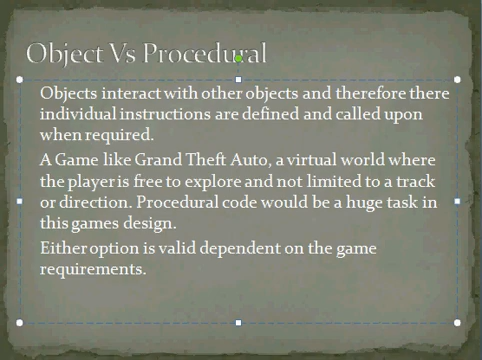 Object Vs Procedural
Objects interact with other objects and therefore there
individual instructions are defined and called upon
when required.
A Game like Grand Theft Auto, a virtual world where
the player is free to explore and not limited to a track
or direction. Procedural code would be a huge task in
this games design.
Either option is valid dependent on the game
requirements.